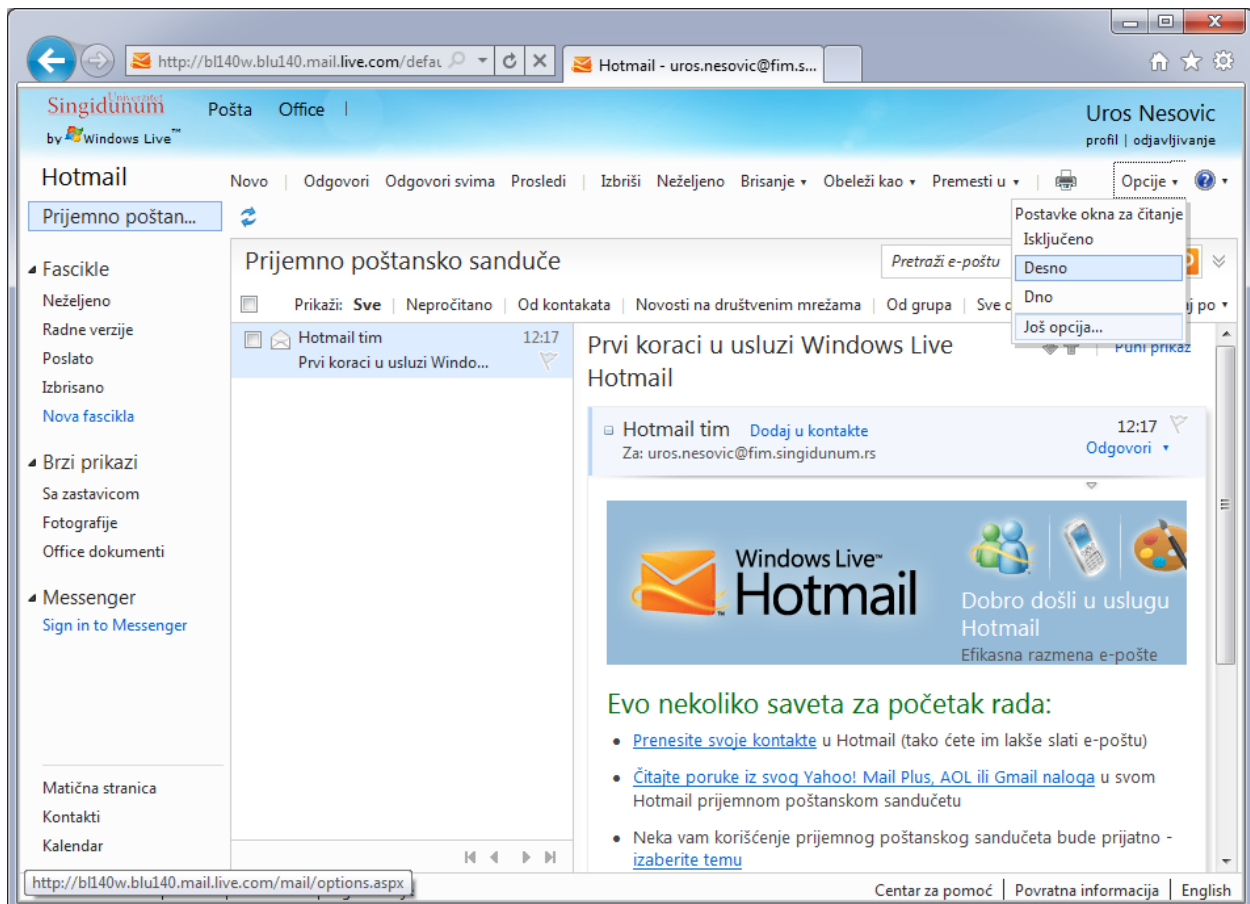 http://bl140w.blu140.mail.live.com/defau
Hotmail - uros.nesovic@fim.s...
Univerzitet
Singidunum
by Windows Live™
Pošta Office |
Uros Nesovic
profil | odjavljivanje
Hotmail
Novo | Odgovori Odgovori svima Prosledi | Izbriši Neželjeno Brisanje Obeleži kao Premesti u | Opcije
Prijemno poštan...
Postavke okna za čitanje
Isključeno
Desno
Dno
Još opcija...
Prijemno poštansko sanduče
Pretraži e-poštu
Prikaži: Sve | Nepročitano | Od kontakata | Novosti na društvenim mrežama | Od grupa | Sve
po
Fascikle
Neželjeno
Radne verzije
Poslato
Izbrisano
Nova fascikla
Brzi prikazi
Sa zastavicom
Fotografije
Office dokumenti
Messenger
Sign in to Messenger
Matična stranica
Kontakti
Kalendar
Hotmail tim 12:17
Prvi koraci u usluzi Windo...
Prvi koraci u usluzi Windows Live
Hotmail
Puni prikaz
Hotmail tim Dodaj u kontakte 12:17
Za: uros.nesovic@fim.singidunum.rs
Odgovori
Windows Live™
Hotmail
Dobro došli u uslugu
Hotmail
Efikasna razmena e-pošte
Evo nekoliko saveta za početak rada:
• Prenesite svoje kontakte u Hotmail (tako ćete im lakše slati e-poštu)
• Čitajte poruke iz svog Yahoo! Mail Plus, AOL ili Gmail naloga u svom
Hotmail prijemnom poštanskom sandučetu
• Neka vam korišćenje prijemnog poštanskog sandučeta bude prijatno -
izaberite temu
http://bl140w.blu140.mail.live.com/mail/options.aspx
Centar za pomoć | Povratna informacija | English